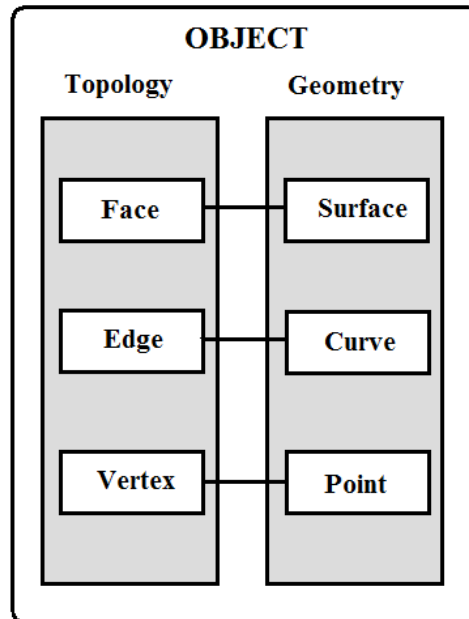 OBJECT
Topology Geometry
Face Surface
Edge Curve
Vertex Point